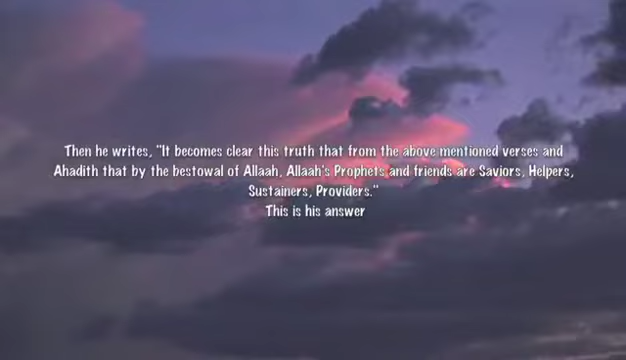 Then he writes, "It becomes clear this truth that from the above mentioned verses and
Ahadith that by the bestowal of Allaah, Allaah's Prophets and friends are Saviors, Helpers,
Sustainers, Providers."
This is his answer